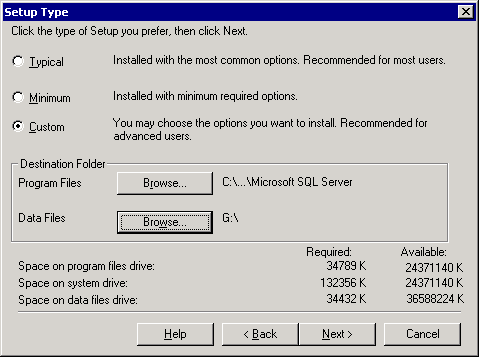 Setup Type
Click the type of Setup you prefer, then click Next.
Typical Installed with the most common options. Recommended for most users.
Minimum Installed with minimum required options.
Custom You may choose the options you want to install. Recommended for
advanced users.
Destination Folder
Program Files Browse... C:\...\Microsoft SQL Server
Data Files Browse... G:\
Required: Available:
Space on program files drive: 34789 K 24371140 K
Space on system drive: 132356 K 24371140 K
Space on data files drive: 34432 K 36588224 K
Help < Back Next > Cancel